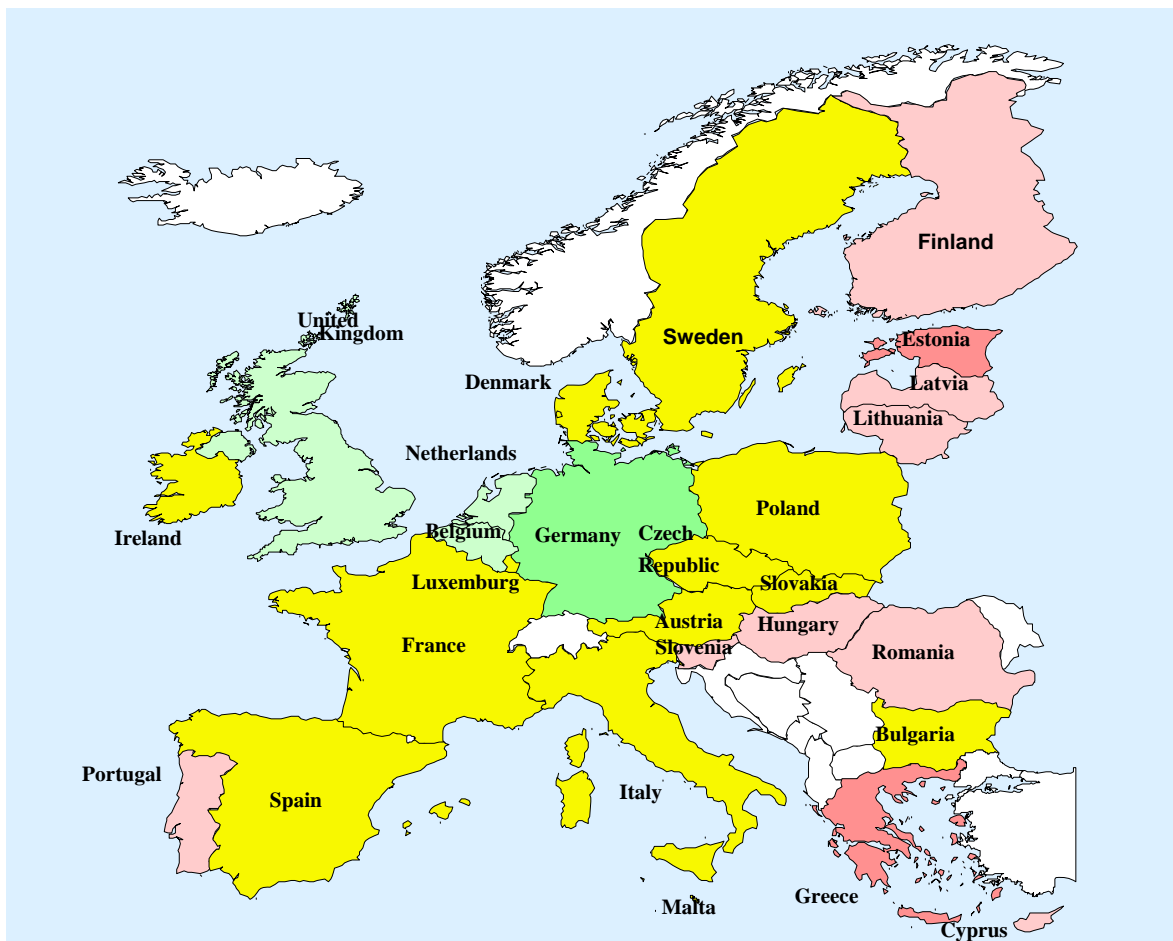 Finland
United
Kingdom
Sweden
Estonia
Denmark
Latvia
Lithuania
Netherlands
Poland
Belgium
Germany
Czech
Ireland
Republic
Luxemburg
Slovakia
Austria
Hungary
France
Slovenia
Romania
Bulgaria
Portugal
Spain
Italy
Greece
Malta
Cyprus